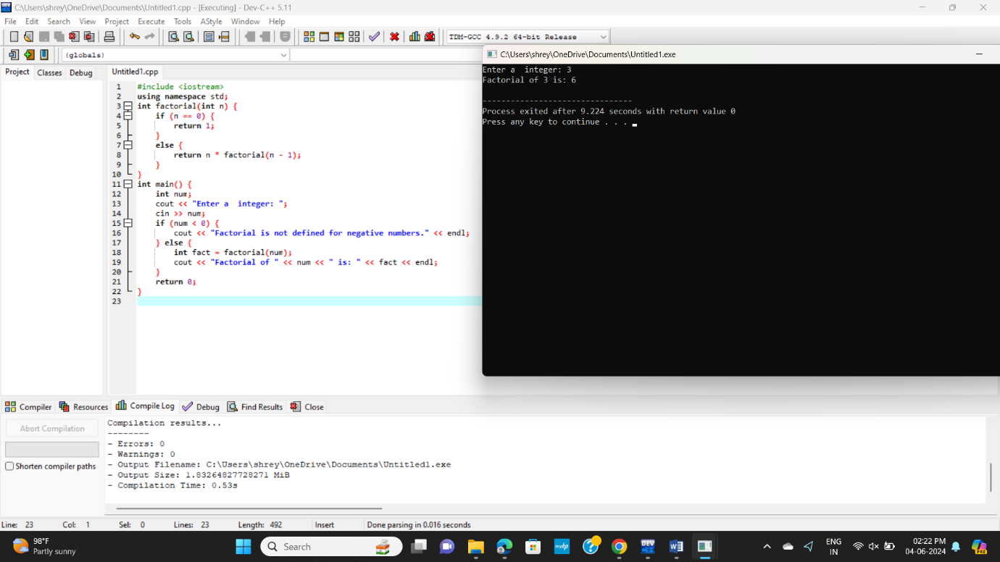 C:\Users\shrey\OneDrive\Documents\Untitled1.cpp - [Executing] - Dev-C++ 5.11
File Edit Search View Project Execute Tools AStyle Window Help
TDM-GCC 4.9.2 64-bit Release
(globals)
Project Classes Debug
Untitled1.cpp
1 #include <iostream>
2 using namespace std;
3 int factorial(int n) {
4 if (n == 0) {
5 return 1;
6 }
7 else {
8 return n * factorial(n - 1);
9 }
10 }
11 int main() {
12 int num;
13 cout << "Enter a  integer: ";
14 cin >> num;
15 if (num < 0) {
16 cout << "Factorial is not defined for negative numbers." << endl;
17 } else {
18 int fact = factorial(num);
19 cout << "Factorial of " << num << " is: " << fact << endl;
20 }
21 return 0;
22 }
23
C:\Users\shrey\OneDrive\Documents\Untitled1.exe
Enter a  integer: 3
Factorial of 3 is: 6
--------------------------------
Process exited after 9.224 seconds with return value 0
Press any key to continue . . .
Compiler Resources Compile Log Debug Find Results Close
Abort Compilation
Shorten compiler paths
Compilation results...
--------
- Errors: 0
- Warnings: 0
- Output Filename: C:\Users\shrey\OneDrive\Documents\Untitled1.exe
- Output Size: 1.83264827728271 MiB
- Compilation Time: 0.53s
Line: 23 Col: 1 Sel: 0 Lines: 23 Length: 492 Insert Done parsing in 0.016 seconds
98°F
Partly sunny
Search
myhp
DEV
W
PRE
ENG
IN
02:22 PM
04-06-2024